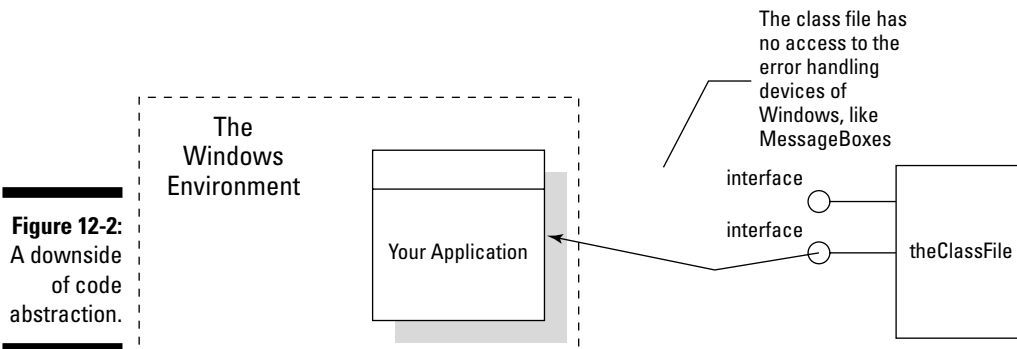 The class file has
no access to the
error handling
devices of
Windows, like
MessageBoxes
The
Windows
Environment
interface
interface
Your Application
theClassFile
Figure 12-2:
A downside
of code
abstraction.